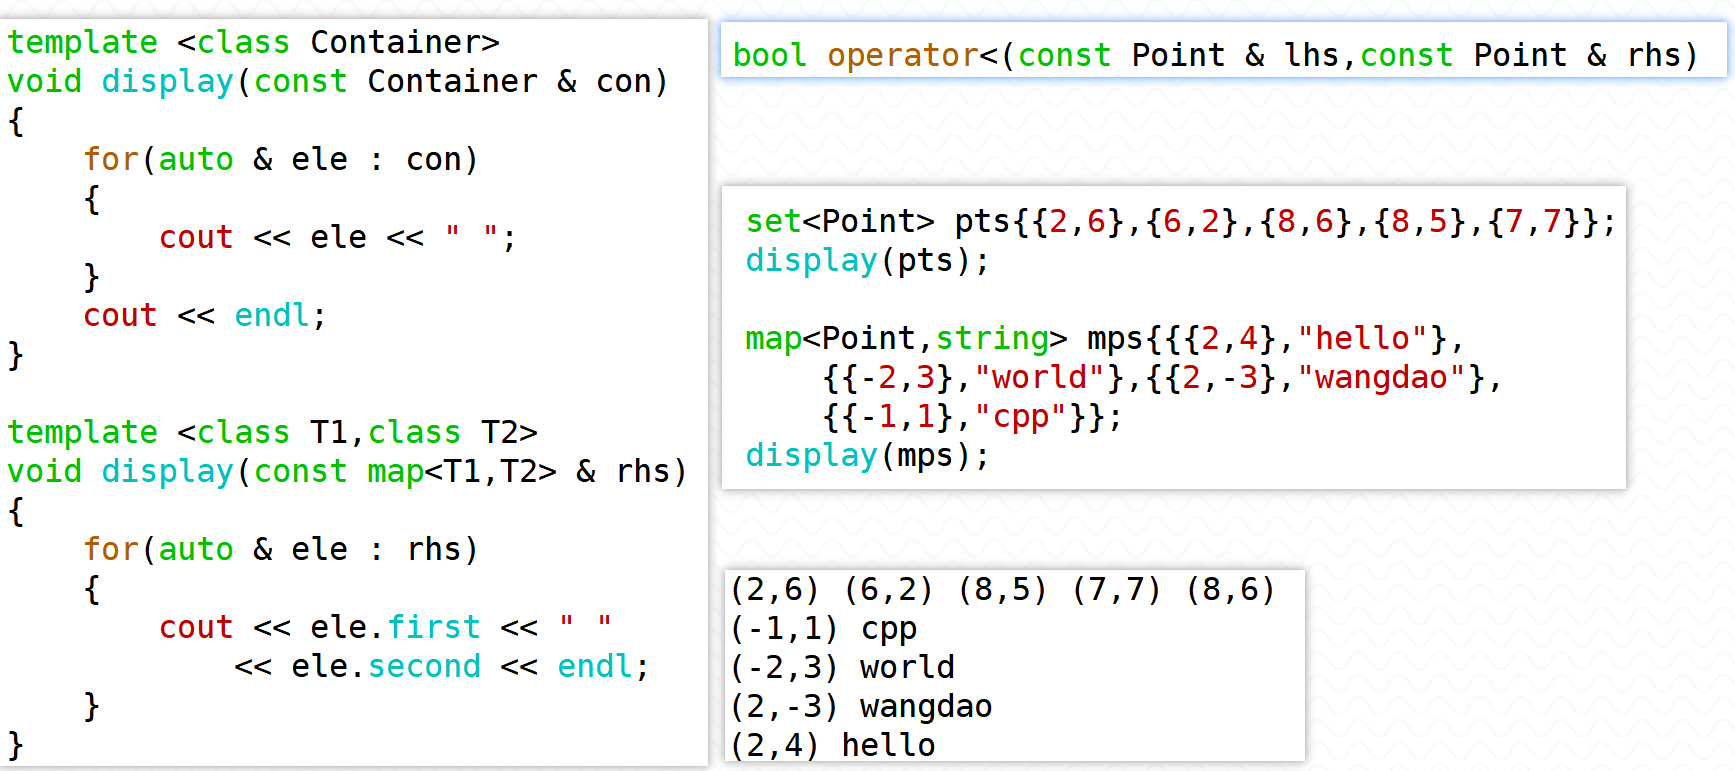 template <class Container>
void display(const Container & con)
{
    for(auto & ele : con)
    {
        cout << ele << " ";
    }
    cout << endl;
}

template <class T1,class T2>
void display(const map<T1,T2> & rhs)
{
    for(auto & ele : rhs)
    {
        cout << ele.first << " "
            << ele.second << endl;
    }
}
bool operator<(const Point & lhs,const Point & rhs)
set<Point> pts{{2,6},{6,2},{8,6},{8,5},{7,7}};
display(pts);

map<Point,string> mps{{{2,4},"hello"},
    {{-2,3},"world"},{{2,-3},"wangdao"},
    {{-1,1},"cpp"}};
display(mps);
(2,6) (6,2) (8,5) (7,7) (8,6)
(-1,1) cpp
(-2,3) world
(2,-3) wangdao
(2,4) hello